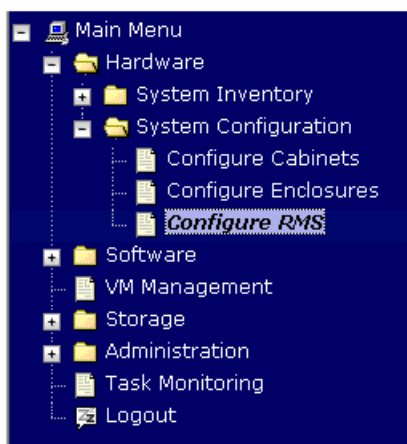 Main Menu
Hardware
System Inventory
System Configuration
Configure Cabinets
Configure Enclosures
Configure RMS
Software
VM Management
Storage
Administration
Task Monitoring
Logout